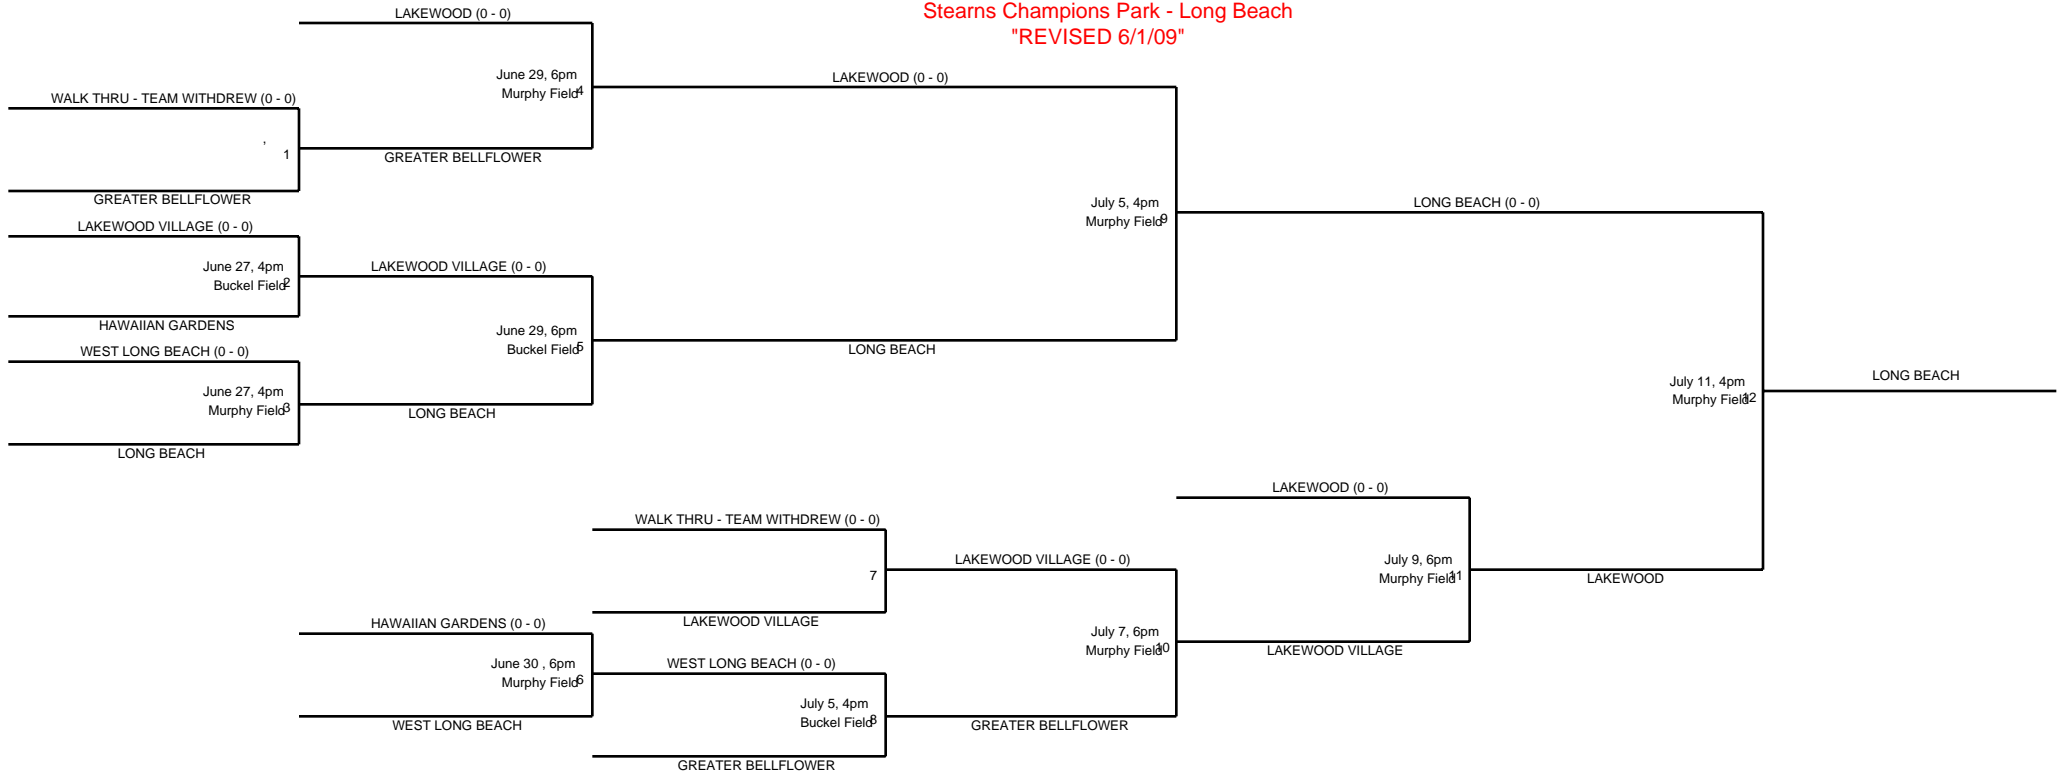 Stearns Champions Park - Long Beach
"REVISED 6/1/09"
LAKEWOOD (0 - 0)
June 29, 6pm
Murphy Field 4
LAKEWOOD (0 - 0)
WALK THRU - TEAM WITHDREW (0 - 0)
,
1
GREATER BELLFLOWER
GREATER BELLFLOWER
LAKEWOOD VILLAGE (0 - 0)
June 27, 4pm
Buckel Field 2
LAKEWOOD VILLAGE (0 - 0)
HAWAIIAN GARDENS
June 29, 6pm
Buckel Field 5
LONG BEACH
WEST LONG BEACH (0 - 0)
June 27, 4pm
Murphy Field 3
LONG BEACH
LONG BEACH
July 5, 4pm
Murphy Field 9
LONG BEACH (0 - 0)
July 11, 4pm
Murphy Field 12
LONG BEACH
LAKEWOOD (0 - 0)
WALK THRU - TEAM WITHDREW (0 - 0)
7
LAKEWOOD VILLAGE (0 - 0)
July 9, 6pm
Murphy Field 11
LAKEWOOD
LAKEWOOD VILLAGE
HAWAIIAN GARDENS (0 - 0)
July 7, 6pm
Murphy Field 10
LAKEWOOD VILLAGE
June 30 , 6pm
Murphy Field 6
WEST LONG BEACH (0 - 0)
WEST LONG BEACH
July 5, 4pm
Buckel Field 8
GREATER BELLFLOWER
GREATER BELLFLOWER